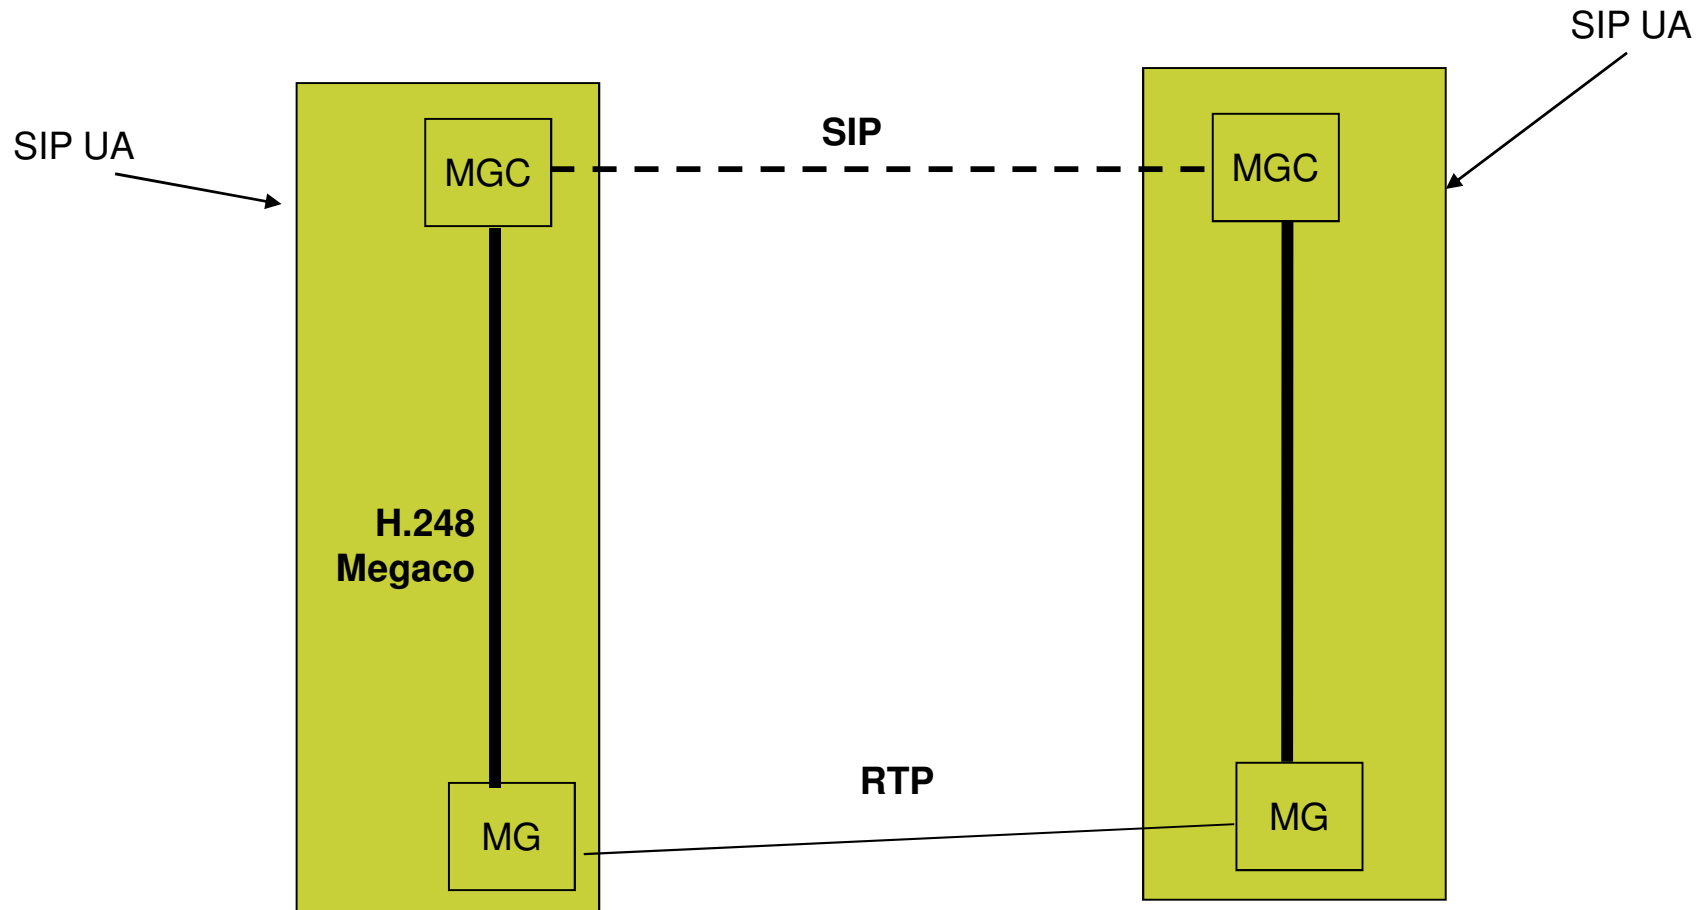 SIP UA
SIP UA
MGC
SIP
MGC
H.248
Megaco
RTP
MG
MG